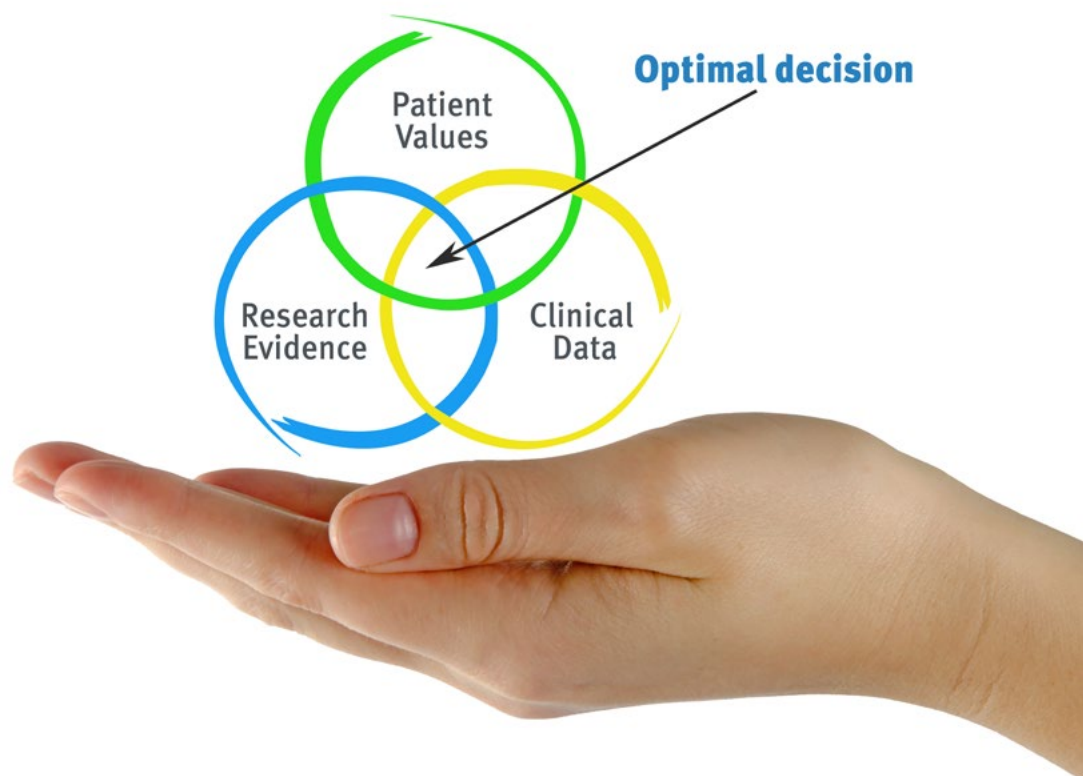 Optimal decision
Patient
Values
Research
Evidence
Clinical
Data